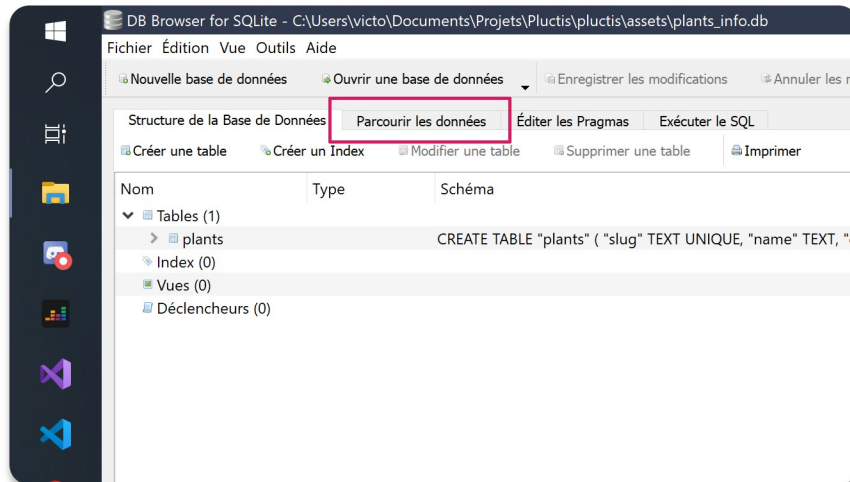 DB Browser for SQLite - C:\Users\victo\Documents\Projets\Pluctis\pluctis\assets\plants_info.db
Fichier Édition Vue Outils Aide
Nouvelle base de données Ouvrir une base de données Enregistrer les modifications Annuler les
Structure de la Base de Données Parcourir les données Éditer les Pragmas Exécuter le SQL
Créer une table Créer un Index Modifier une table Supprimer une table Imprimer
Nom Type Schéma
Tables (1)
plants CREATE TABLE "plants" ( "slug" TEXT UNIQUE, "name" TEXT, "
Index (0)
Vues (0)
Déclencheurs (0)